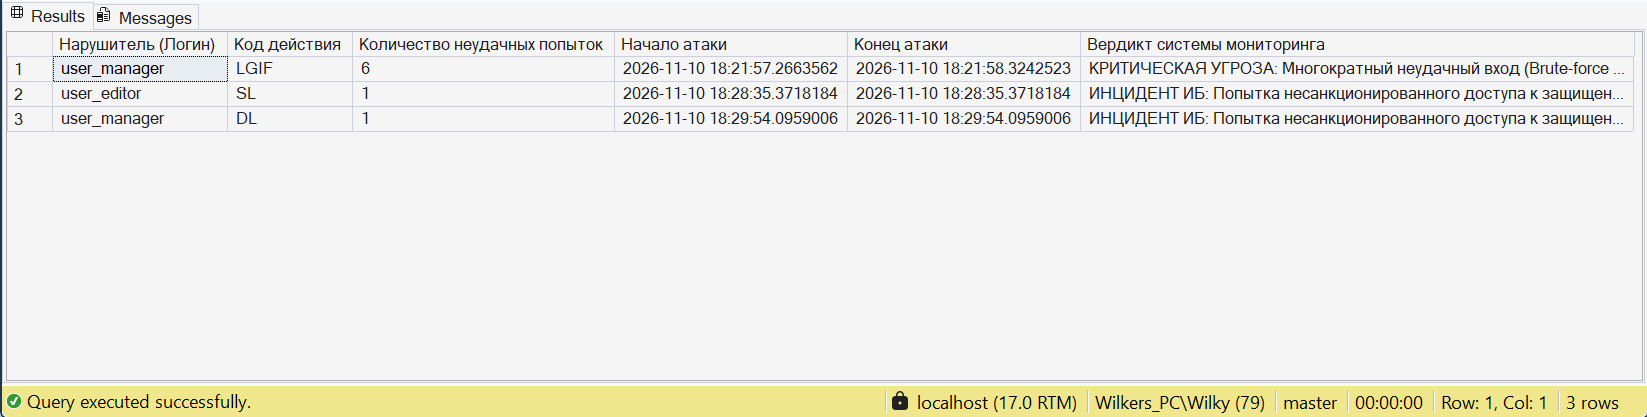 Results Messages
Нарушитель (Логин) Код действия Количество неудачных попыток Начало атаки Конец атаки Вердикт системы мониторинга
1 user_manager LGIF 6 2026-11-10 18:21:57.2663562 2026-11-10 18:21:58.3242523 КРИТИЧЕСКАЯ УГРОЗА: Многократный неудачный вход (Brute-force ...
2 user_editor SL 1 2026-11-10 18:28:35.3718184 2026-11-10 18:28:35.3718184 ИНЦИДЕНТ ИБ: Попытка несанкционированного доступа к защищен...
3 user_manager DL 1 2026-11-10 18:29:54.0959006 2026-11-10 18:29:54.0959006 ИНЦИДЕНТ ИБ: Попытка несанкционированного доступа к защищен...
Query executed successfully. localhost (17.0 RTM) Wilkers_PC\Wilky (79) master 00:00:00 Row: 1, Col: 1 3 rows